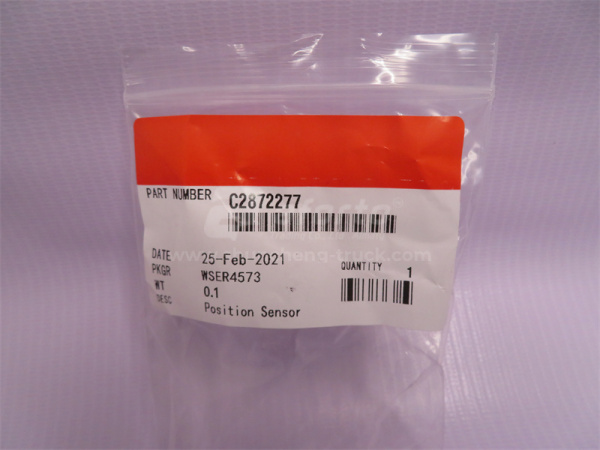 PART NUMBER C2872277
DATE 25-Feb-2021
PKGR WSER4573
WT 0.1
DESC Position Sensor
QUANTITY 1